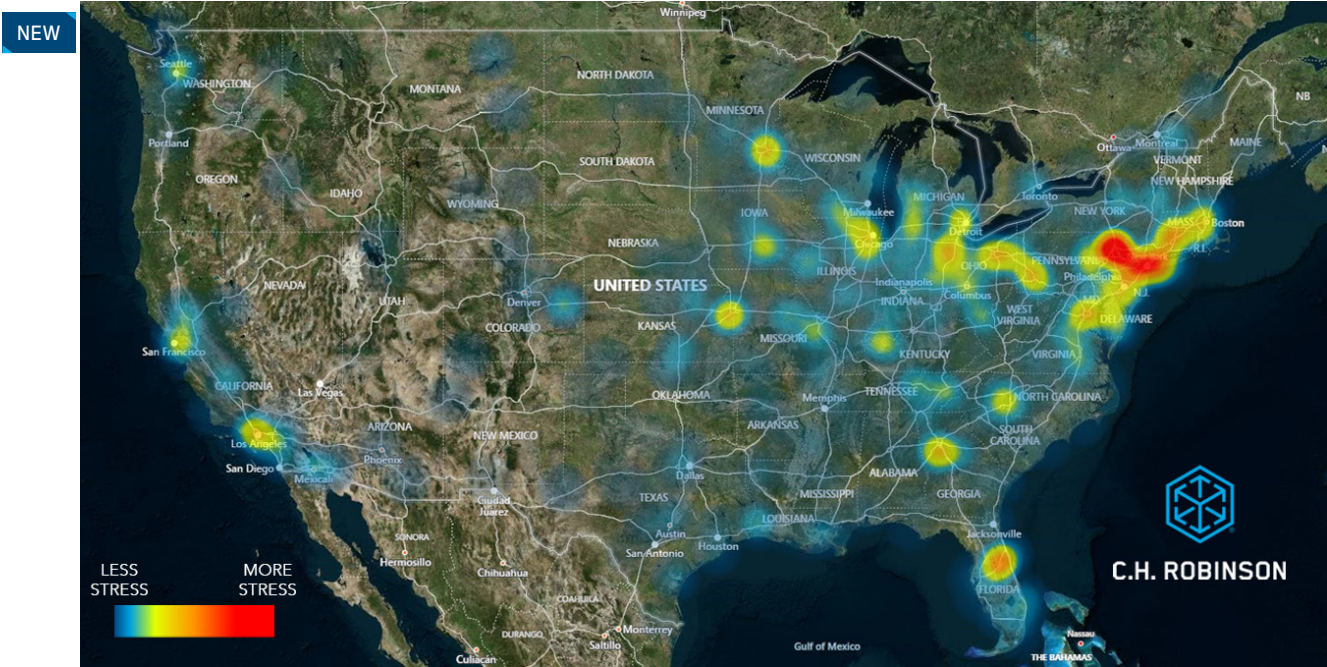 NEW
Winnipeg
Seattle
WASHINGTON
MONTANA
NORTH DAKOTA
MINNESOTA
NB
Portland
Ottawa
Montreal
MAINE
VERMONT
OREGON
SOUTH DAKOTA
WISCONSIN
NEW HAMPSHIRE
IDAHO
WYOMING
MICHIGAN
Toronto
IOWA
Milwaukee
NEW YORK
MASS
Boston
Detroit
R.I.
NEBRASKA
Chicago
PENNSYLVANIA
OHIO
ILLINOIS
Philadelphia
NEVADA
UNITED STATES
Indianapolis
Columbus
N.J.
UTAH
Denver
INDIANA
MD
WEST
VIRGINIA
DELAWARE
COLORADO
KANSAS
MISSOURI
San Francisco
KENTUCKY
VIRGINIA
CALIFORNIA
Las Vegas
OKLAHOMA
TENNESSEE
Memphis
NORTH CAROLINA
ARIZONA
ARKANSAS
SOUTH
CAROLINA
Los Angeles
NEW MEXICO
Phoenix
San Diego
Mexicali
Dallas
ALABAMA
Ciudad
Juarez
TEXAS
MISSISSIPPI
GEORGIA
LOUISIANA
SONORA
Austin
Jacksonville
San Antonio
Houston
Hermosillo
Chihuahua
LESS
STRESS
MORE
STRESS
C.H. ROBINSON
FLORIDA
COAHUILA
DURANGO
Monterrey
Saltillo
Culiacán
Gulf of Mexico
Nassau
THE BAHAMAS